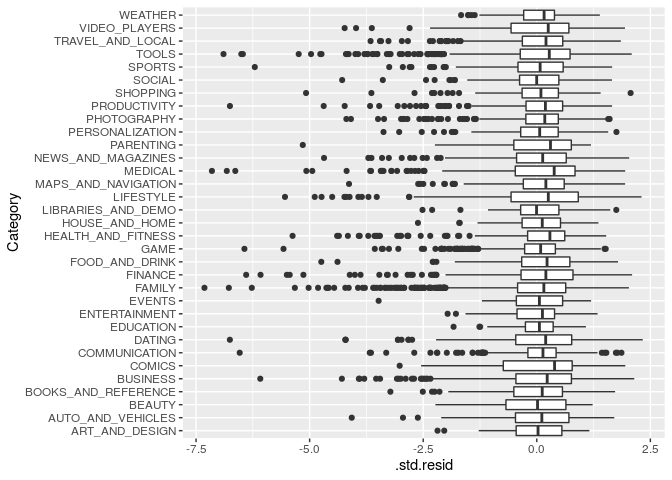 WEATHER
VIDEO_PLAYERS
TRAVEL_AND_LOCAL
TOOLS
SPORTS
SOCIAL
SHOPPING
PRODUCTIVITY
PHOTOGRAPHY
PERSONALIZATION
PARENTING
NEWS_AND_MAGAZINES
MEDICAL
MAPS_AND_NAVIGATION
LIFESTYLE
LIBRARIES_AND_DEMO
HOUSE_AND_HOME
HEALTH_AND_FITNESS
GAME
FOOD_AND_DRINK
FINANCE
FAMILY
EVENTS
ENTERTAINMENT
EDUCATION
DATING
COMMUNICATION
COMICS
BUSINESS
BOOKS_AND_REFERENCE
BEAUTY
AUTO_AND_VEHICLES
ART_AND_DESIGN
Category
-7.5 -5.0 -2.5 0.0 2.5
.std.resid